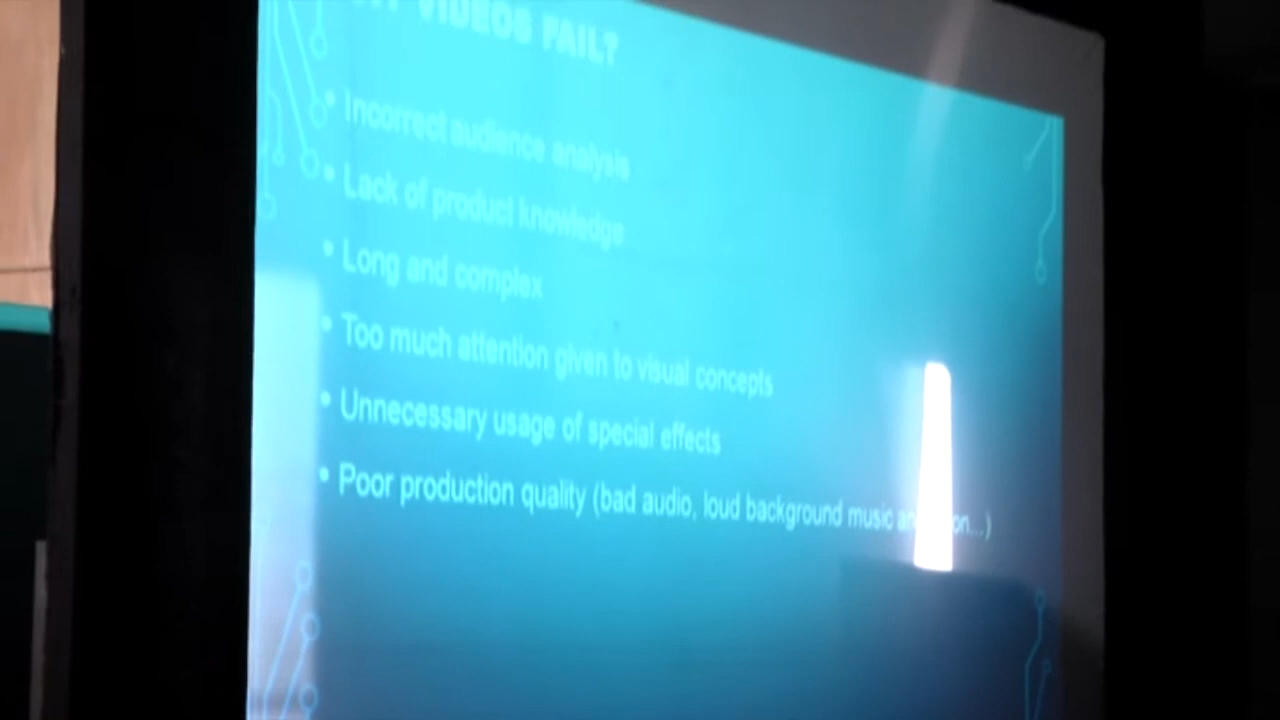 VIDEOS FAIL?
• Incorrect audience analysis
• Lack of product knowledge
• Long and complex
• Too much attention given to visual concepts
• Unnecessary usage of special effects
• Poor production quality (bad audio, loud background music on...)